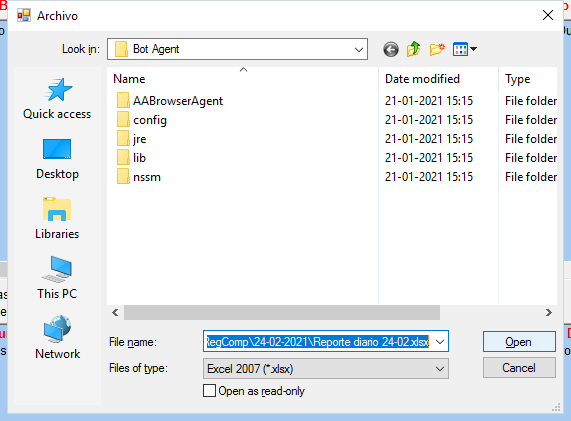 Archivo
Look in: Bot Agent
Name Date modified Type
AABrowserAgent 21-01-2021 15:15 File folder
config 21-01-2021 15:15 File folder
jre 21-01-2021 15:15 File folder
lib 21-01-2021 15:15 File folder
nssm 21-01-2021 15:15 File folder
Quick access
Desktop
Libraries
This PC
Network
File name: RegComp\24-02-2021\Reporte diario 24-02.xlsx Open
Files of type: Excel 2007 (*.xlsx) Cancel
Open as read-only